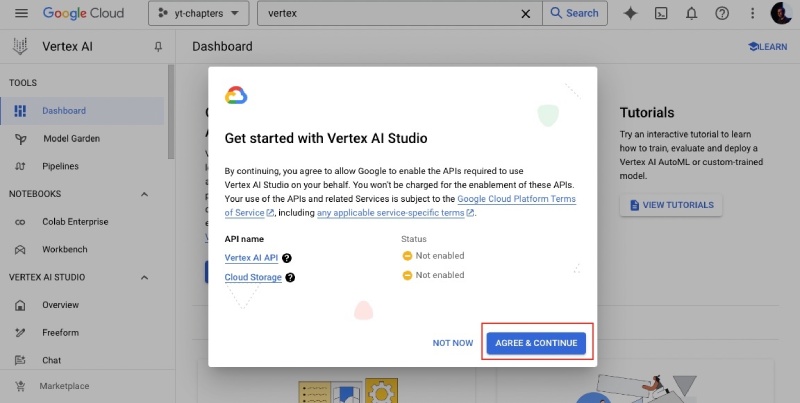 Google Cloud
yt-chapters
vertex
Search
Vertex AI
Dashboard
LEARN
TOOLS
Dashboard
Model Garden
Pipelines
NOTEBOOKS
Colab Enterprise
Workbench
VERTEX AI STUDIO
Overview
Freeform
Chat
Marketplace
Get started with Vertex AI Studio
By continuing, you agree to allow Google to enable the APIs required to use
Vertex AI Studio on your behalf. You won't be charged for the enablement of these APIs.
Your use of the APIs and related Services is subject to the Google Cloud Platform Terms
of Service, including any applicable service-specific terms.
API name Status
Vertex AI API ? Not enabled
Cloud Storage ? Not enabled
NOT NOW AGREE & CONTINUE
Tutorials
Try an interactive tutorial to learn
how to train, evaluate and deploy a
Vertex AI AutoML or custom-trained
model.
VIEW TUTORIALS